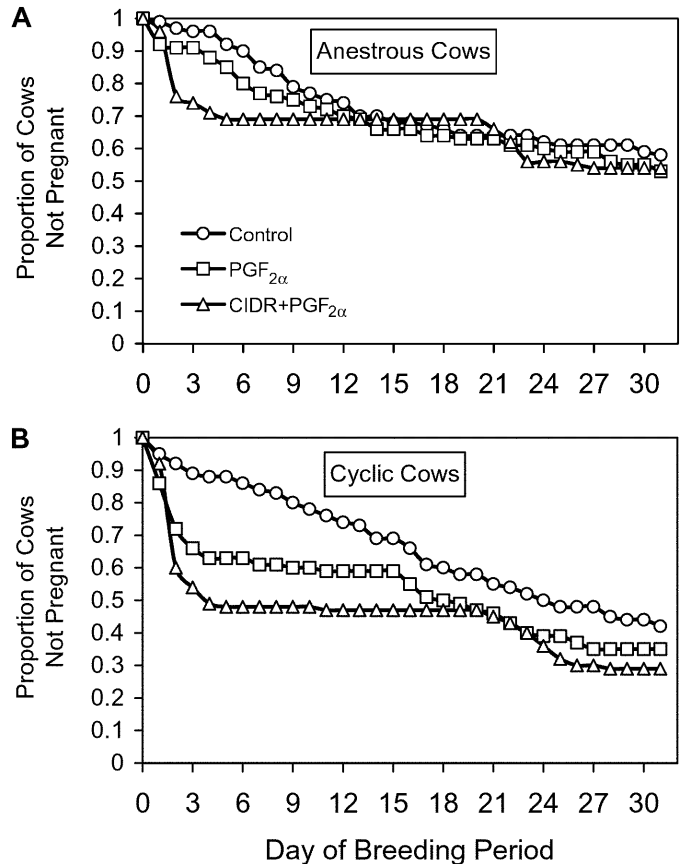 A
Anestrous Cows
Proportion of Cows
Not Pregnant
1
0.9
0.8
0.7
0.6
0.5
0.4
0.3
0.2
0.1
0
Control
PGF2α
CIDR+PGF2α
0 3 6 9 12 15 18 21 24 27 30
B
Cyclic Cows
Proportion of Cows
Not Pregnant
1
0.9
0.8
0.7
0.6
0.5
0.4
0.3
0.2
0.1
0
0 3 6 9 12 15 18 21 24 27 30
Day of Breeding Period